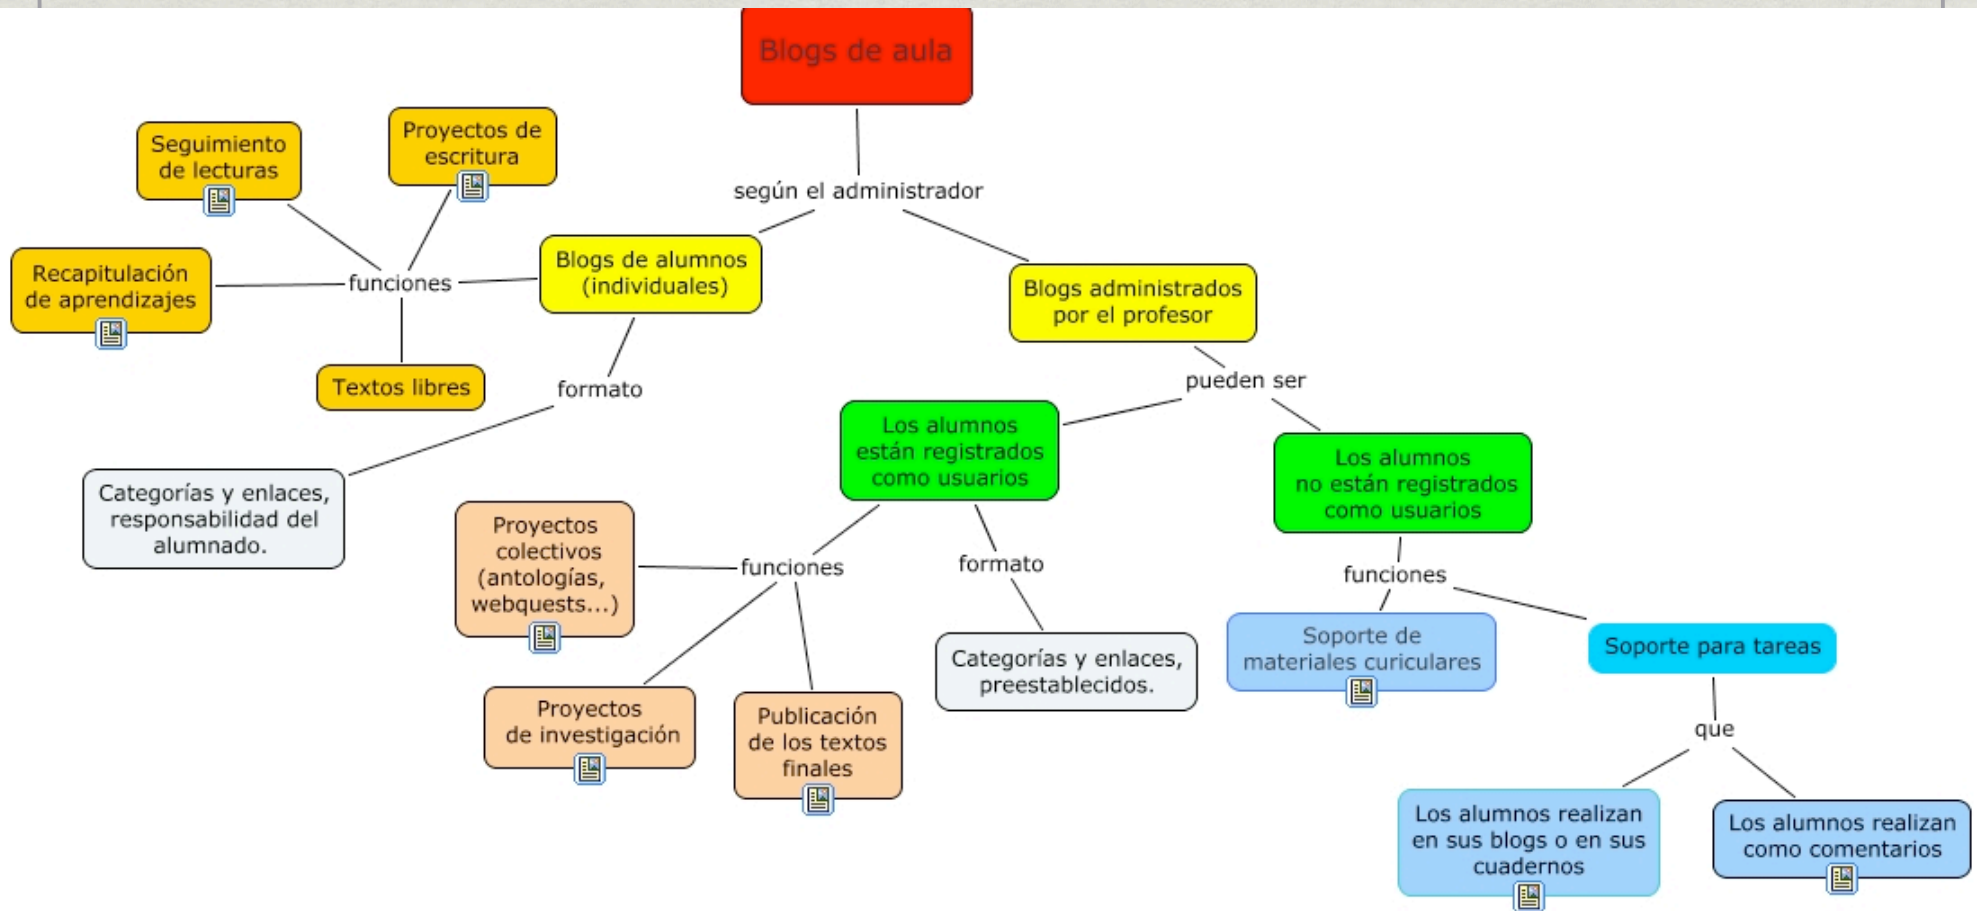 Blogs de aula
según el administrador
Seguimiento
de lecturas
Proyectos de
escritura
Recapitulación
de aprendizajes
funciones
Textos libres
Blogs de alumnos
(individuales)
formato
Categorías y enlaces,
responsabilidad del
alumnado.
Blogs administrados
por el profesor
pueden ser
Los alumnos
están registrados
como usuarios
Los alumnos
no están registrados
como usuarios
Proyectos
colectivos
(antologías,
webquests...)
funciones
formato
Proyectos
de investigación
Publicación
de los textos
finales
Categorías y enlaces,
preestablecidos.
funciones
Soporte de
materiales curiculares
Soporte para tareas
que
Los alumnos realizan
en sus blogs o en sus
cuadernos
Los alumnos realizan
como comentarios